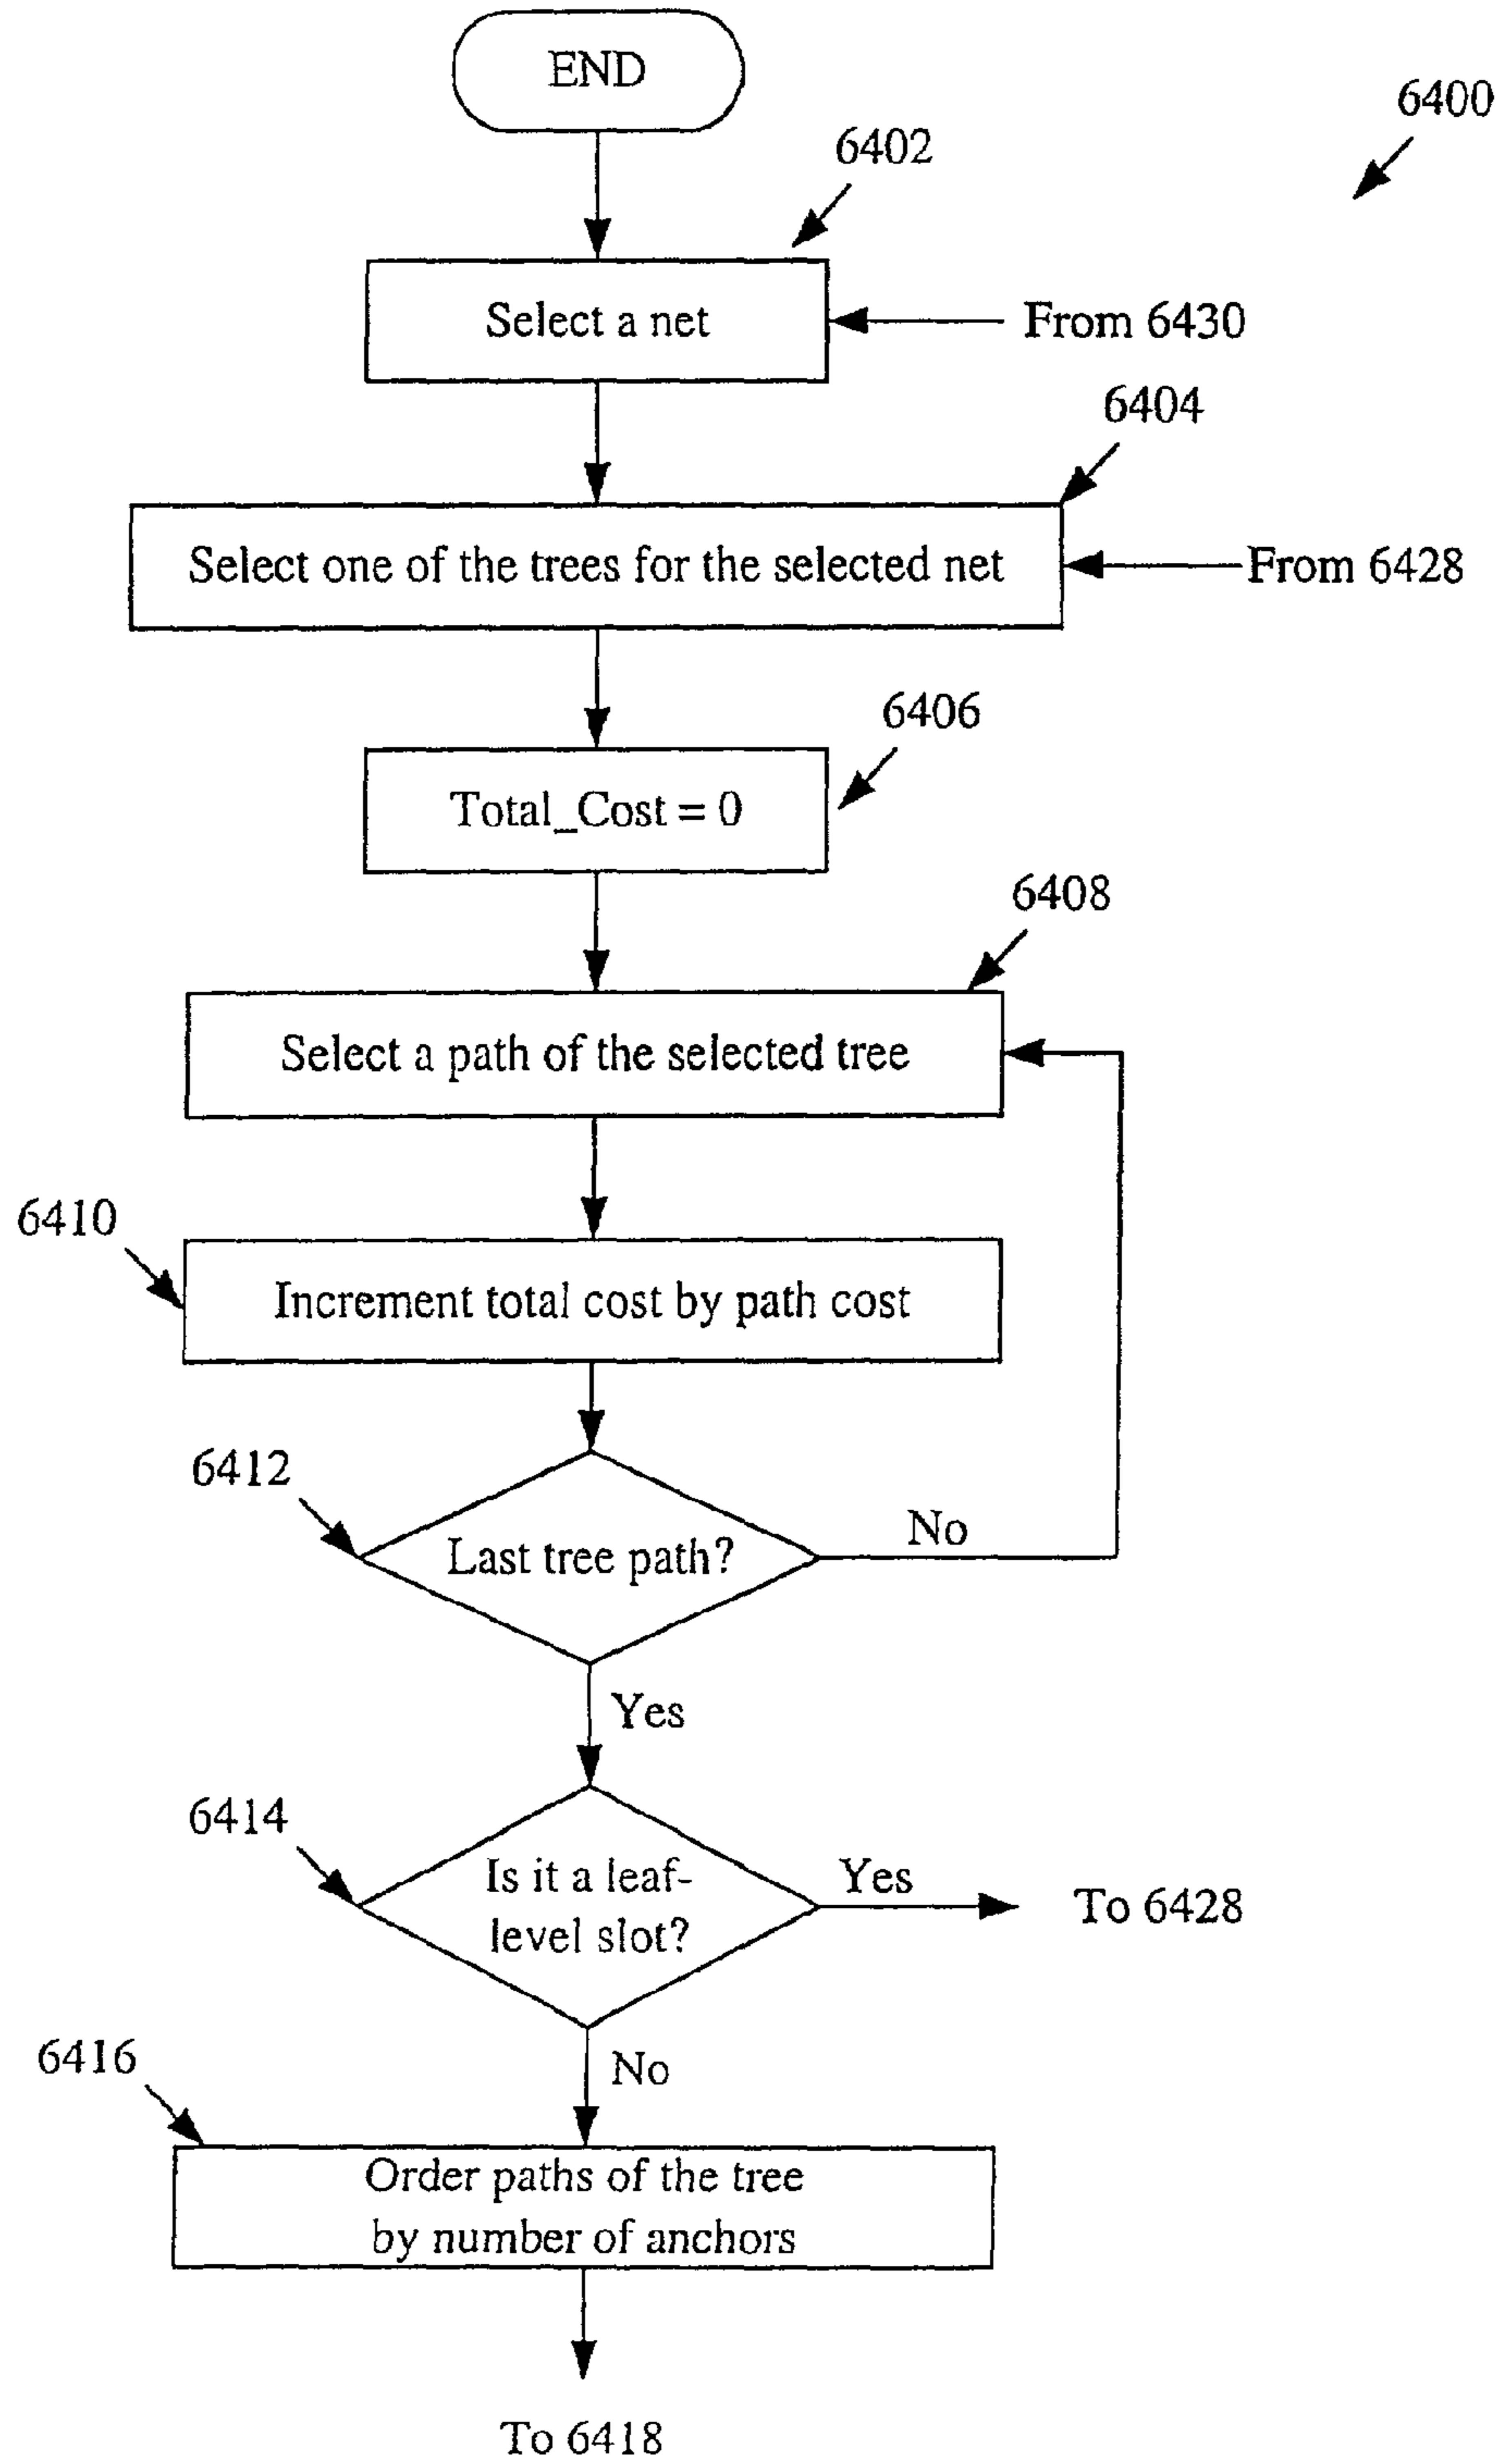 END
6400
6402
Select a net
From 6430
6404
Select one of the trees for the selected net
From 6428
6406
Total_Cost = 0
6408
Select a path of the selected tree
6410
Increment total cost by path cost
6412
Last tree path?
No
Yes
6414
Is it a leaf-
level slot?
Yes
To 6428
No
6416
Order paths of the tree
by number of anchors
To 6418